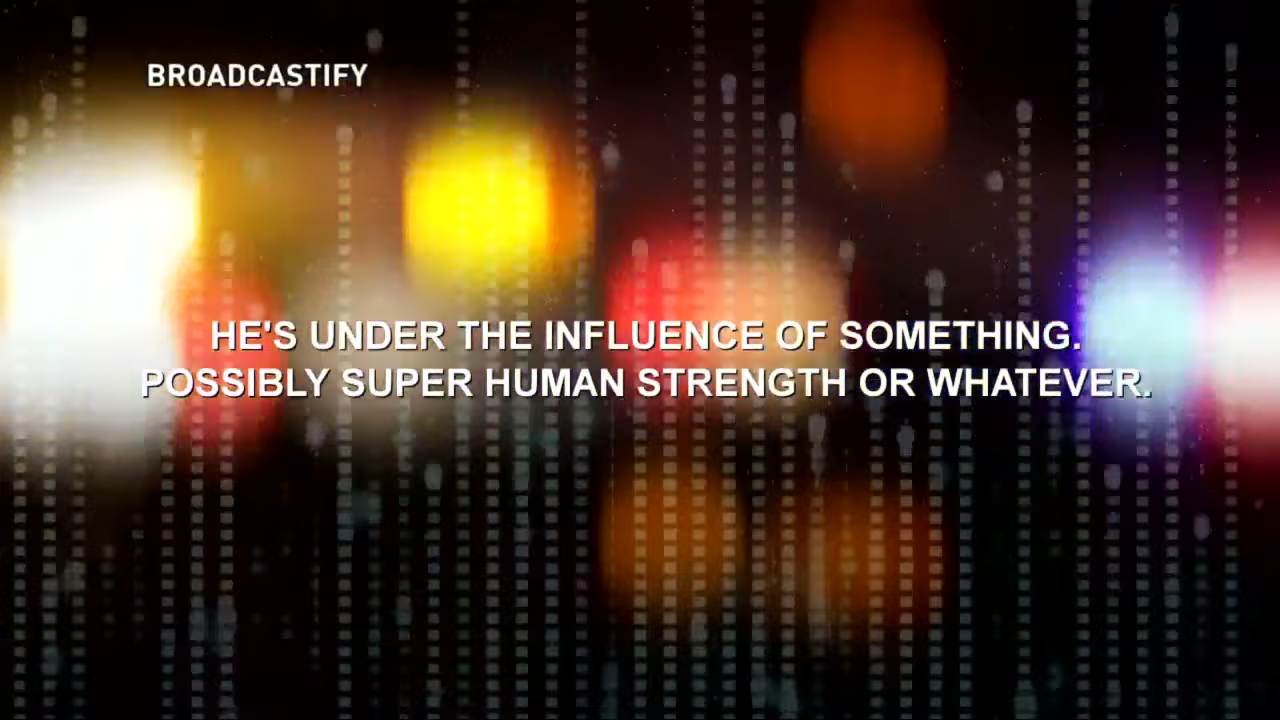 BROADCASTIFY
HE'S UNDER THE INFLUENCE OF SOMETHING.
POSSIBLY SUPER HUMAN STRENGTH OR WHATEVER.